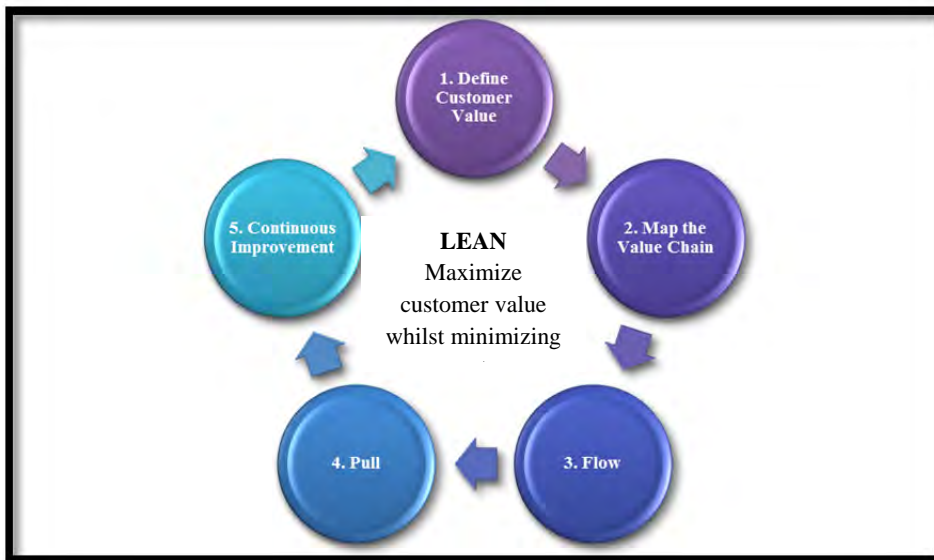 1. Define
Customer
Value
2. Map the
Value Chain
3. Flow
4. Pull
5. Continuous
Improvement
LEAN
Maximize
customer value
whilst minimizing